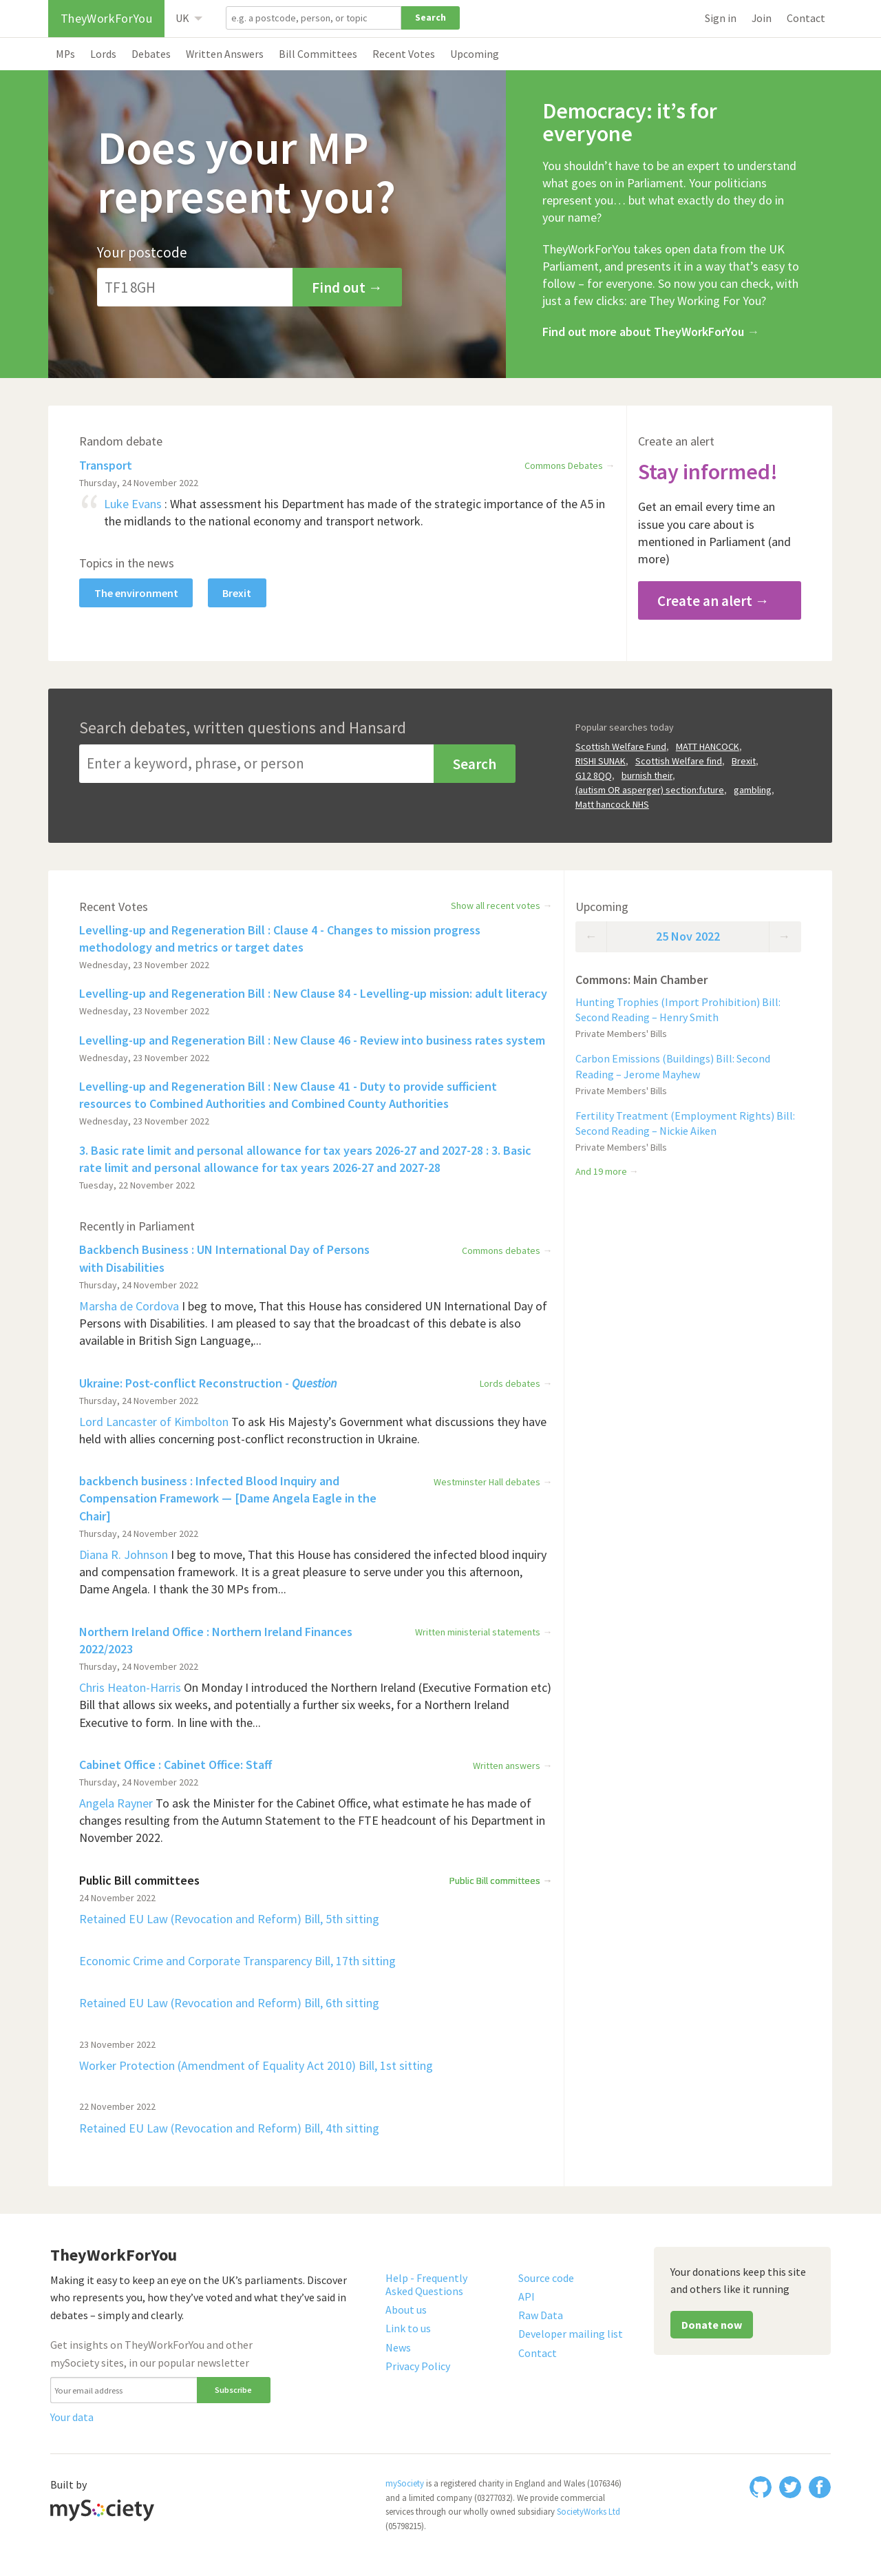 TheyWorkForYou
UK
e.g. a postcode, person, or topic
Search
Sign in
Join
Contact
MPs
Lords
Debates
Written Answers
Bill Committees
Recent Votes
Upcoming
Does your MP
represent you?
Your postcode
TF1 8GH
Find out →
Democracy: it’s for
everyone
You shouldn’t have to be an expert to understand
what goes on in Parliament. Your politicians
represent you… but what exactly do they do in
your name?
TheyWorkForYou takes open data from the UK
Parliament, and presents it in a way that’s easy to
follow – for everyone. So now you can check, with
just a few clicks: are They Working For You?
Find out more about TheyWorkForYou →
Random debate
Transport
Commons Debates →
Thursday, 24 November 2022
“ Luke Evans : What assessment his Department has made of the strategic importance of the A5 in
the midlands to the national economy and transport network.
Topics in the news
The environment
Brexit
Create an alert
Stay informed!
Get an email every time an
issue you care about is
mentioned in Parliament (and
more)
Create an alert →
Search debates, written questions and Hansard
Enter a keyword, phrase, or person
Search
Popular searches today
Scottish Welfare Fund, MATT HANCOCK,
RISHI SUNAK, Scottish Welfare find, Brexit,
G12 8QQ, burnish their,
(autism OR asperger) section:future, gambling,
Matt hancock NHS
Recent Votes
Show all recent votes →
Levelling-up and Regeneration Bill : Clause 4 - Changes to mission progress
methodology and metrics or target dates
Wednesday, 23 November 2022
Levelling-up and Regeneration Bill : New Clause 84 - Levelling-up mission: adult literacy
Wednesday, 23 November 2022
Levelling-up and Regeneration Bill : New Clause 46 - Review into business rates system
Wednesday, 23 November 2022
Levelling-up and Regeneration Bill : New Clause 41 - Duty to provide sufficient
resources to Combined Authorities and Combined County Authorities
Wednesday, 23 November 2022
3. Basic rate limit and personal allowance for tax years 2026-27 and 2027-28 : 3. Basic
rate limit and personal allowance for tax years 2026-27 and 2027-28
Tuesday, 22 November 2022
Recently in Parliament
Backbench Business : UN International Day of Persons
with Disabilities
Commons debates →
Thursday, 24 November 2022
Marsha de Cordova I beg to move, That this House has considered UN International Day of
Persons with Disabilities. I am pleased to say that the broadcast of this debate is also
available in British Sign Language,...
Ukraine: Post-conflict Reconstruction - Question
Lords debates →
Thursday, 24 November 2022
Lord Lancaster of Kimbolton To ask His Majesty’s Government what discussions they have
held with allies concerning post-conflict reconstruction in Ukraine.
backbench business : Infected Blood Inquiry and
Compensation Framework — [Dame Angela Eagle in the
Chair]
Westminster Hall debates →
Thursday, 24 November 2022
Diana R. Johnson I beg to move, That this House has considered the infected blood inquiry
and compensation framework. It is a great pleasure to serve under you this afternoon,
Dame Angela. I thank the 30 MPs from...
Northern Ireland Office : Northern Ireland Finances
2022/2023
Written ministerial statements →
Thursday, 24 November 2022
Chris Heaton-Harris On Monday I introduced the Northern Ireland (Executive Formation etc)
Bill that allows six weeks, and potentially a further six weeks, for a Northern Ireland
Executive to form. In line with the...
Cabinet Office : Cabinet Office: Staff
Written answers →
Thursday, 24 November 2022
Angela Rayner To ask the Minister for the Cabinet Office, what estimate he has made of
changes resulting from the Autumn Statement to the FTE headcount of his Department in
November 2022.
Public Bill committees
Public Bill committees →
24 November 2022
Retained EU Law (Revocation and Reform) Bill, 5th sitting
Economic Crime and Corporate Transparency Bill, 17th sitting
Retained EU Law (Revocation and Reform) Bill, 6th sitting
23 November 2022
Worker Protection (Amendment of Equality Act 2010) Bill, 1st sitting
22 November 2022
Retained EU Law (Revocation and Reform) Bill, 4th sitting
Upcoming
← 25 Nov 2022 →
Commons: Main Chamber
Hunting Trophies (Import Prohibition) Bill:
Second Reading – Henry Smith
Private Members' Bills
Carbon Emissions (Buildings) Bill: Second
Reading – Jerome Mayhew
Private Members' Bills
Fertility Treatment (Employment Rights) Bill:
Second Reading – Nickie Aiken
Private Members' Bills
And 19 more →
TheyWorkForYou
Making it easy to keep an eye on the UK’s parliaments. Discover
who represents you, how they’ve voted and what they’ve said in
debates – simply and clearly.
Get insights on TheyWorkForYou and other
mySociety sites, in our popular newsletter
Your email address
Subscribe
Your data
Help - Frequently
Asked Questions
About us
Link to us
News
Privacy Policy
Source code
API
Raw Data
Developer mailing list
Contact
Your donations keep this site
and others like it running
Donate now
Built by
mySociety
mySociety is a registered charity in England and Wales (1076346)
and a limited company (03277032). We provide commercial
services through our wholly owned subsidiary SocietyWorks Ltd
(05798215).